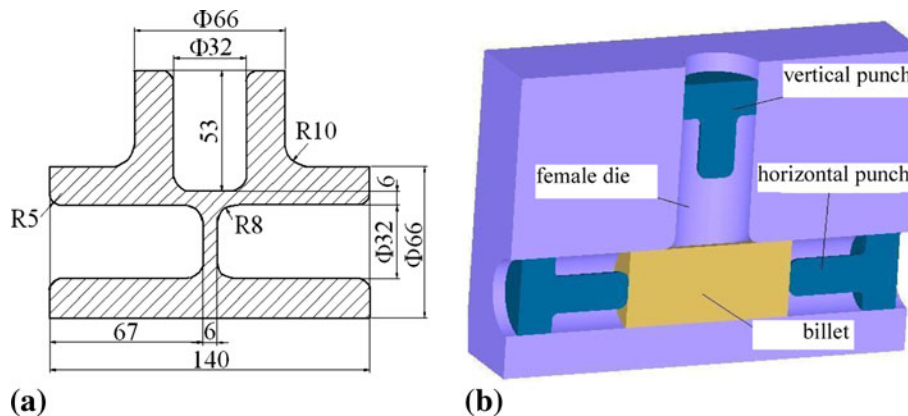 Φ66
Φ32
53
R10
6
R5
R8
Φ32
Φ66
67
6
140
(a)
vertical punch
female die
horizontal punch
billet
(b)